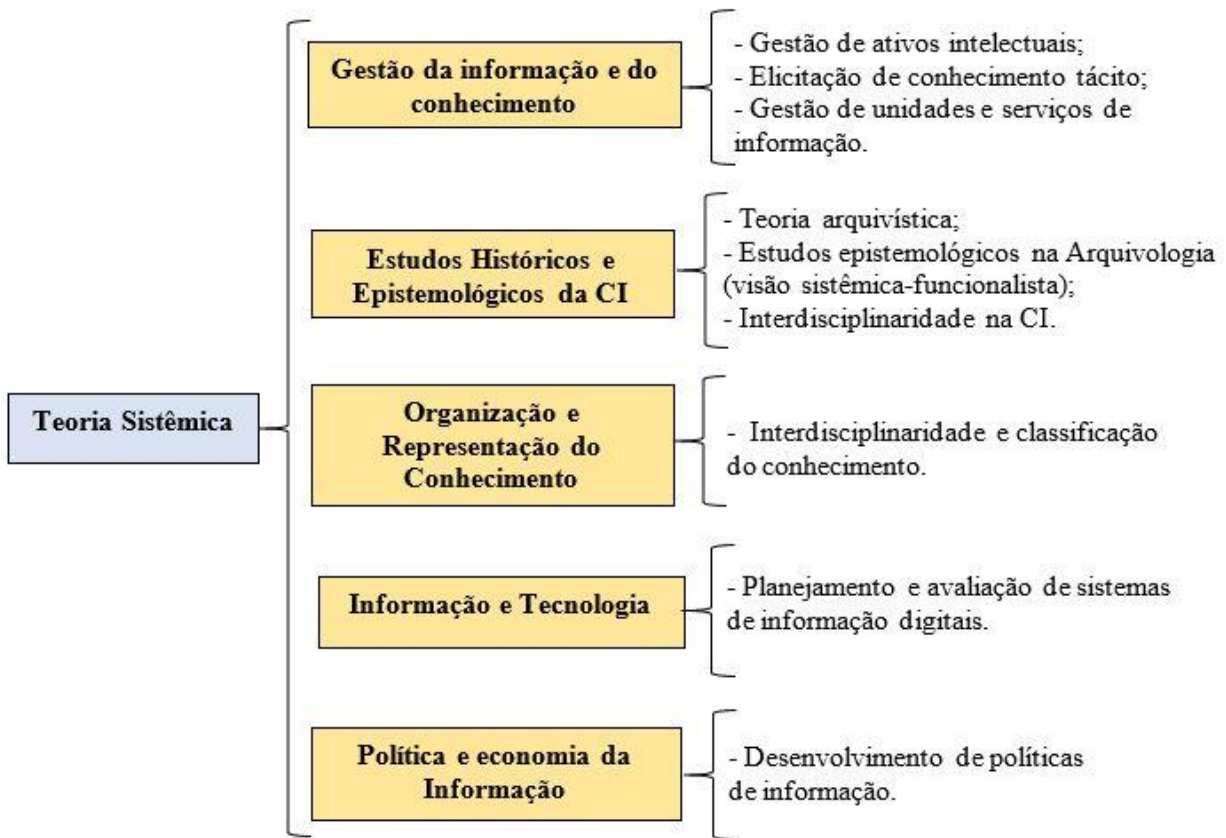 Gestão da informação e do
conhecimento
- Gestão de ativos intelectuais;
- Elicitação de conhecimento tácito;
- Gestão de unidades e serviços de
informação.
Estudos Históricos e
Epistemológicos da CI
- Teoria arquivística;
- Estudos epistemológicos na Arquivologia
(visão sistêmica-funcionalista);
- Interdisciplinaridade na CI.
Teoria Sistêmica
Organização e
Representação do
Conhecimento
- Interdisciplinaridade e classificação
do conhecimento.
Informação e Tecnologia
- Planejamento e avaliação de sistemas
de informação digitais.
Política e economia da
Informação
- Desenvolvimento de políticas
de informação.